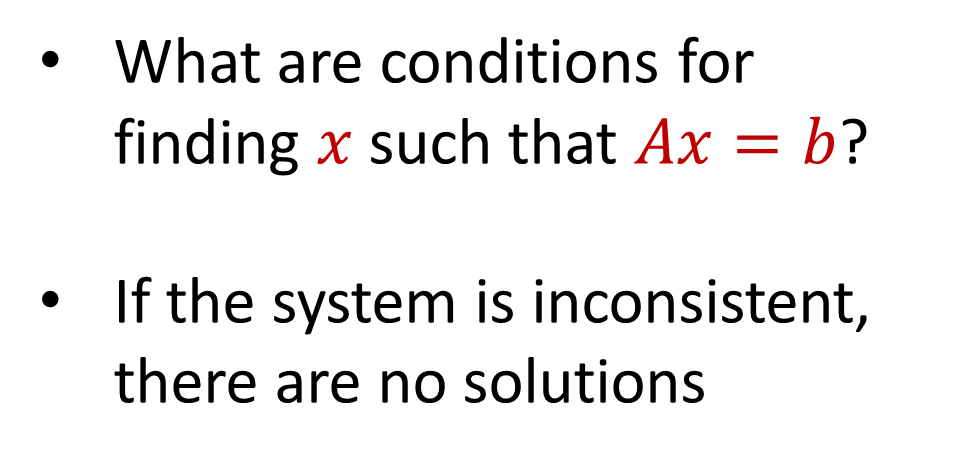 • What are conditions for
finding x such that Ax = b?
• If the system is inconsistent,
there are no solutions